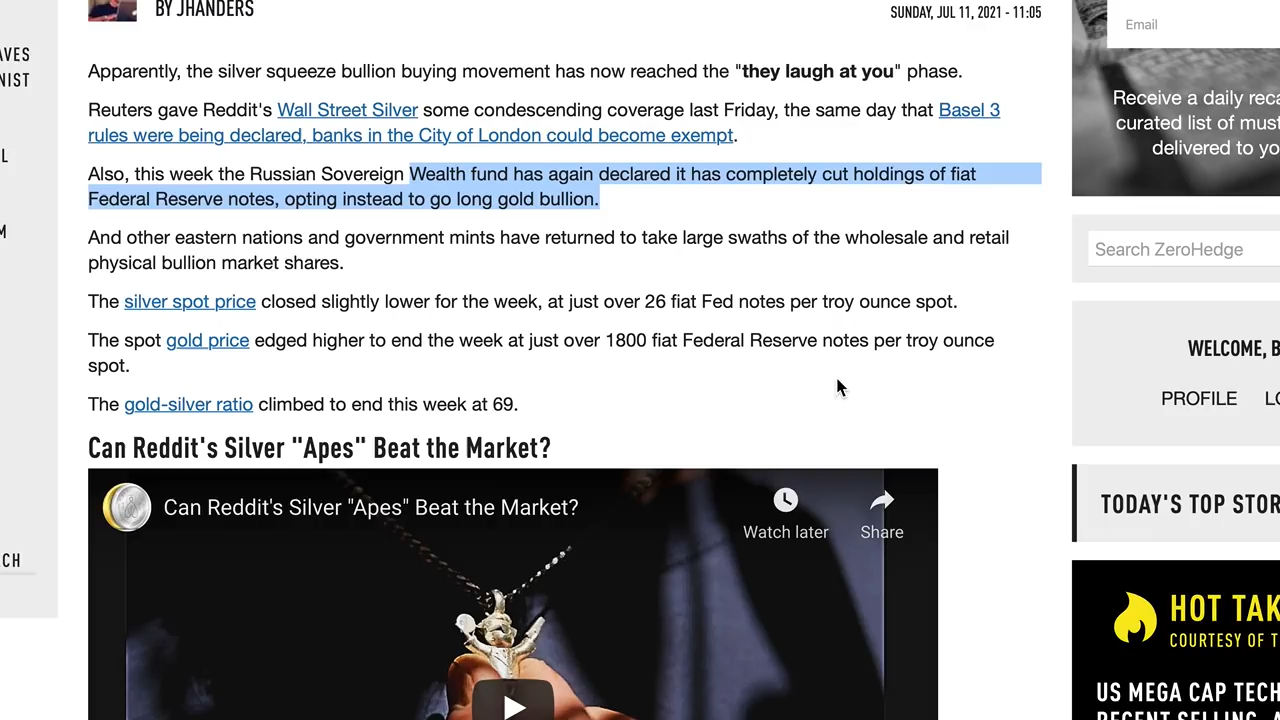 BY JHANDERS
SUNDAY, JUL 11, 2021 - 11:05
Apparently, the silver squeeze bullion buying movement has now reached the "they laugh at you" phase.
Reuters gave Reddit's Wall Street Silver some condescending coverage last Friday, the same day that Basel 3
rules were being declared, banks in the City of London could become exempt.
Also, this week the Russian Sovereign Wealth fund has again declared it has completely cut holdings of fiat
Federal Reserve notes, opting instead to go long gold bullion.
And other eastern nations and government mints have returned to take large swaths of the wholesale and retail
physical bullion market shares.
The silver spot price closed slightly lower for the week, at just over 26 fiat Fed notes per troy ounce spot.
The spot gold price edged higher to end the week at just over 1800 fiat Federal Reserve notes per troy ounce
spot.
The gold-silver ratio climbed to end this week at 69.
Can Reddit's Silver "Apes" Beat the Market?
Can Reddit's Silver "Apes" Beat the Market?
Watch later
Share
AVES
NIST
L
M
CH
Email
Receive a daily reca
curated list of must
delivered to yo
Search ZeroHedge
WELCOME, B
PROFILE
LO
TODAY'S TOP STOR
HOT TAK
COURTESY OF T
US MEGA CAP TECH
RECENT SELLING, A